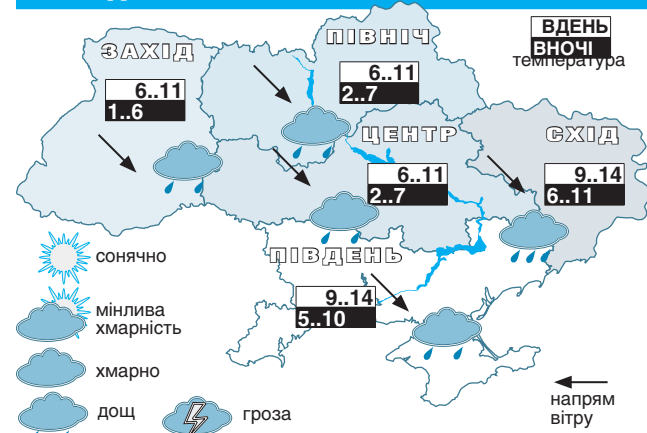 ВДЕНЬ
ВНОЧІ
температура
ПІВНІЧ
6..11
2..7
ЗАХІД
6..11
1..6
ЦЕНТР
6..11
2..7
СХІД
9..14
6..11
ПІВДЕНЬ
9..14
5..10
сонячно
мінлива
хмарність
хмарно
дощ
гроза
напрям
вітру